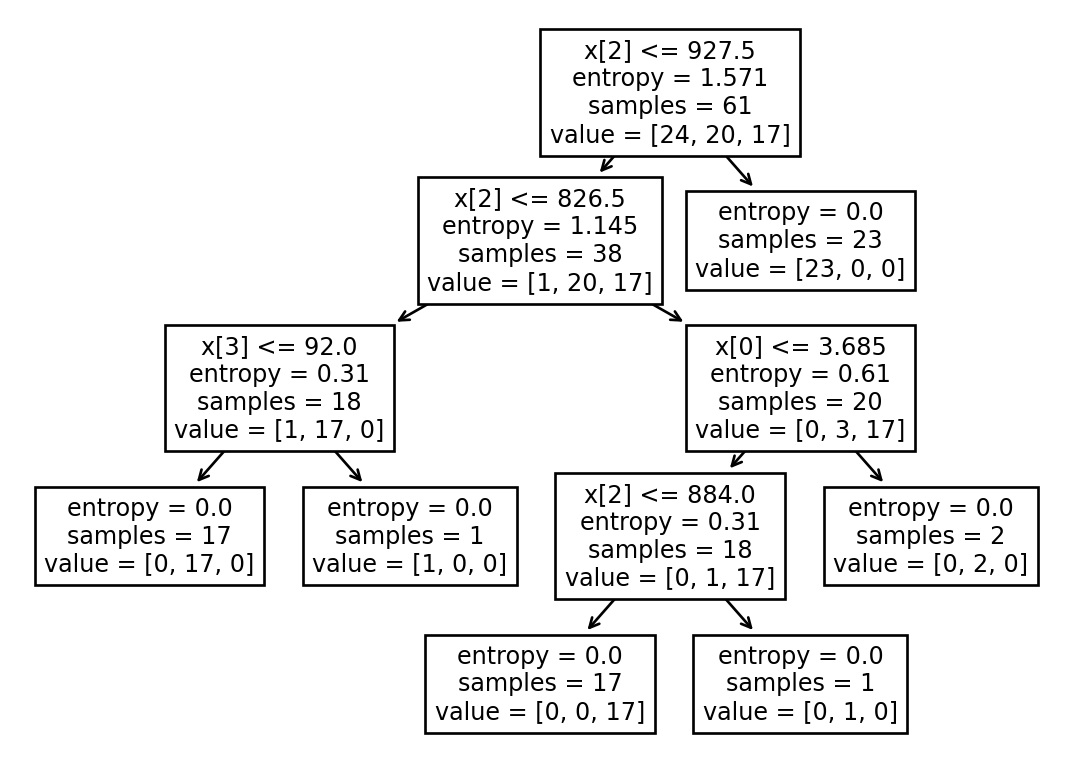 x[2] <= 927.5
entropy = 1.571
samples = 61
value = [24, 20, 17]
x[2] <= 826.5
entropy = 1.145
samples = 38
value = [1, 20, 17]
entropy = 0.0
samples = 23
value = [23, 0, 0]
x[3] <= 92.0
entropy = 0.31
samples = 18
value = [1, 17, 0]
x[0] <= 3.685
entropy = 0.61
samples = 20
value = [0, 3, 17]
entropy = 0.0
samples = 17
value = [0, 17, 0]
entropy = 0.0
samples = 1
value = [1, 0, 0]
x[2] <= 884.0
entropy = 0.31
samples = 18
value = [0, 1, 17]
entropy = 0.0
samples = 2
value = [0, 2, 0]
entropy = 0.0
samples = 17
value = [0, 0, 17]
entropy = 0.0
samples = 1
value = [0, 1, 0]